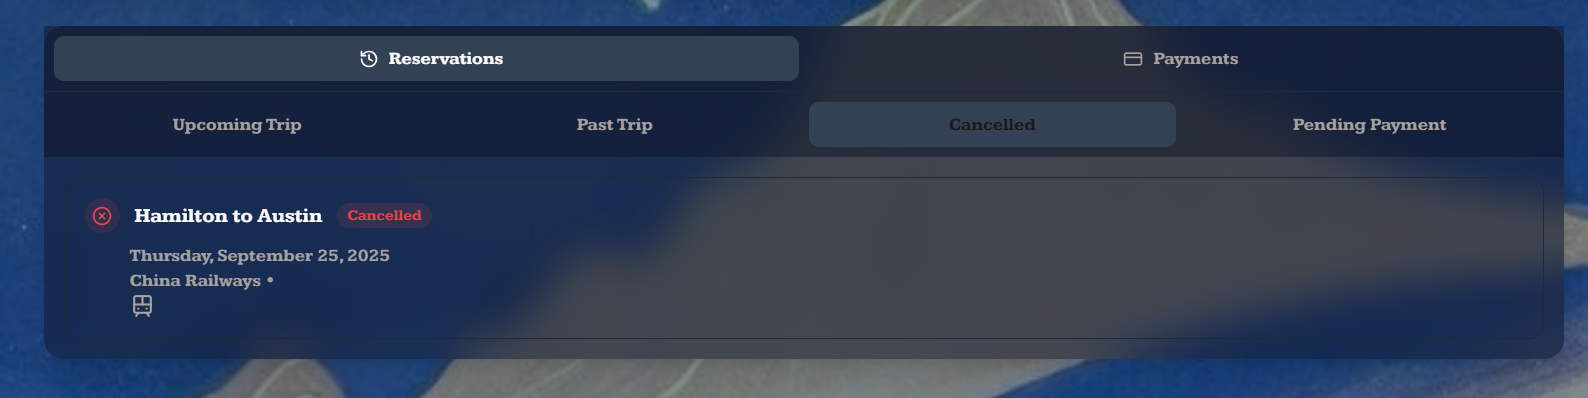 Reservations
Payments
Upcoming Trip
Past Trip
Cancelled
Pending Payment
Hamilton to Austin Cancelled
Thursday, September 25, 2025
China Railways •